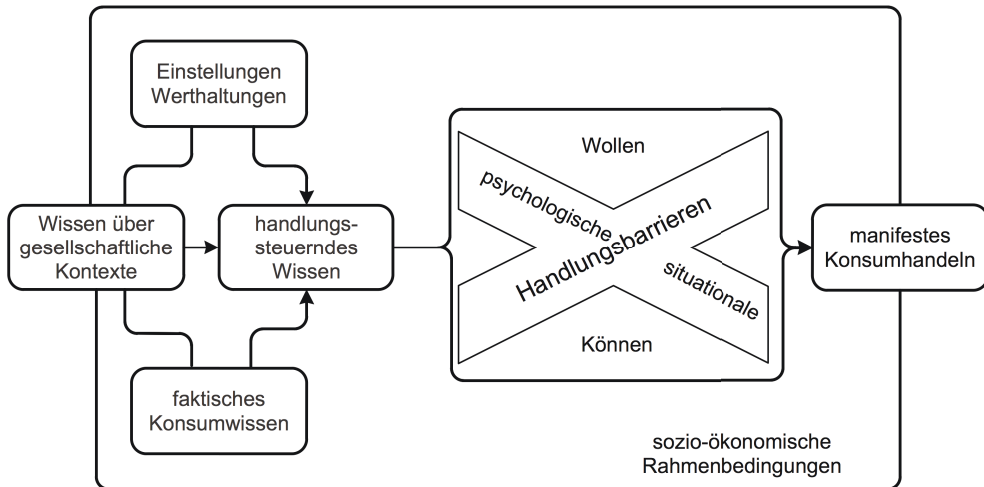 Einstellungen
Werthaltungen
Wissen über
gesellschaftliche
Kontexte
handlungs-
steuerndes
Wissen
faktisches
Konsumwissen
Wollen
psychologische
Handlungsbarrieren
situationale
Können
manifestes
Konsumhandeln
sozio-ökonomische
Rahmenbedingungen